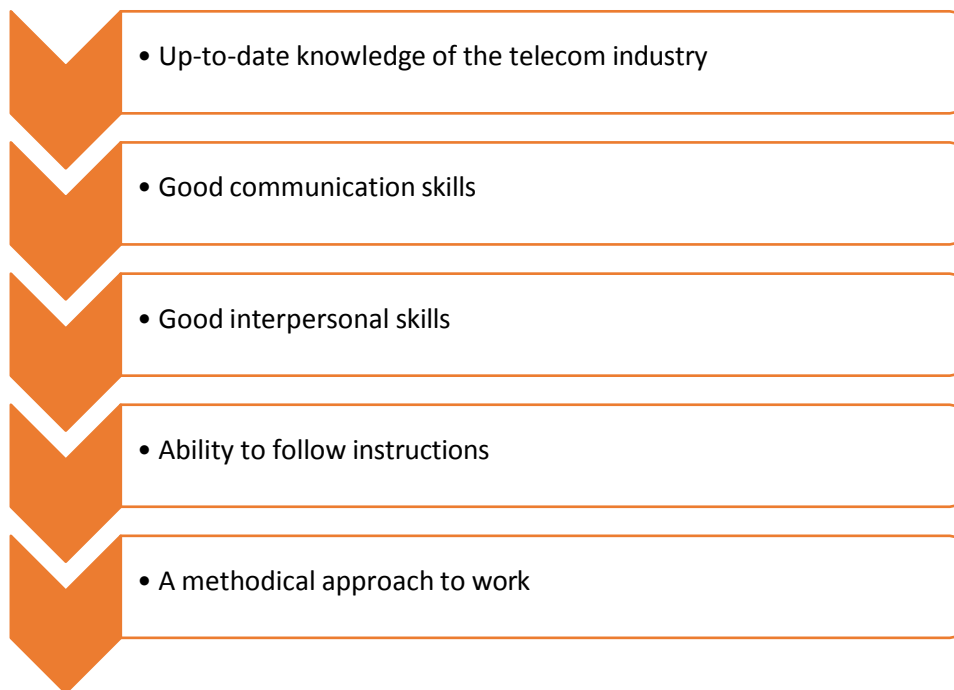 • Up-to-date knowledge of the telecom industry
• Good communication skills
• Good interpersonal skills
• Ability to follow instructions
• A methodical approach to work